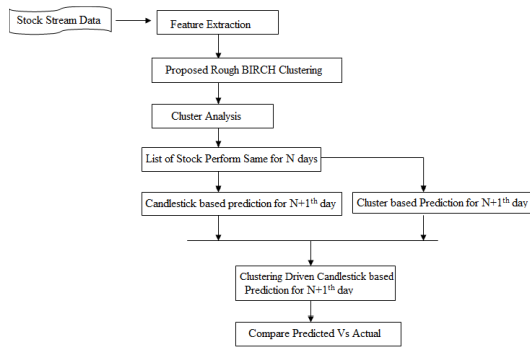 Stock Stream Data
Feature Extraction
Proposed Rough BIRCH Clustering
Cluster Analysis
List of Stock Perform Same for N days
Candlestick based prediction for N+1th day
Cluster based Prediction for N+1th day
Clustering Driven Candlestick based
Prediction for N+1th day
Compare Predicted Vs Actual